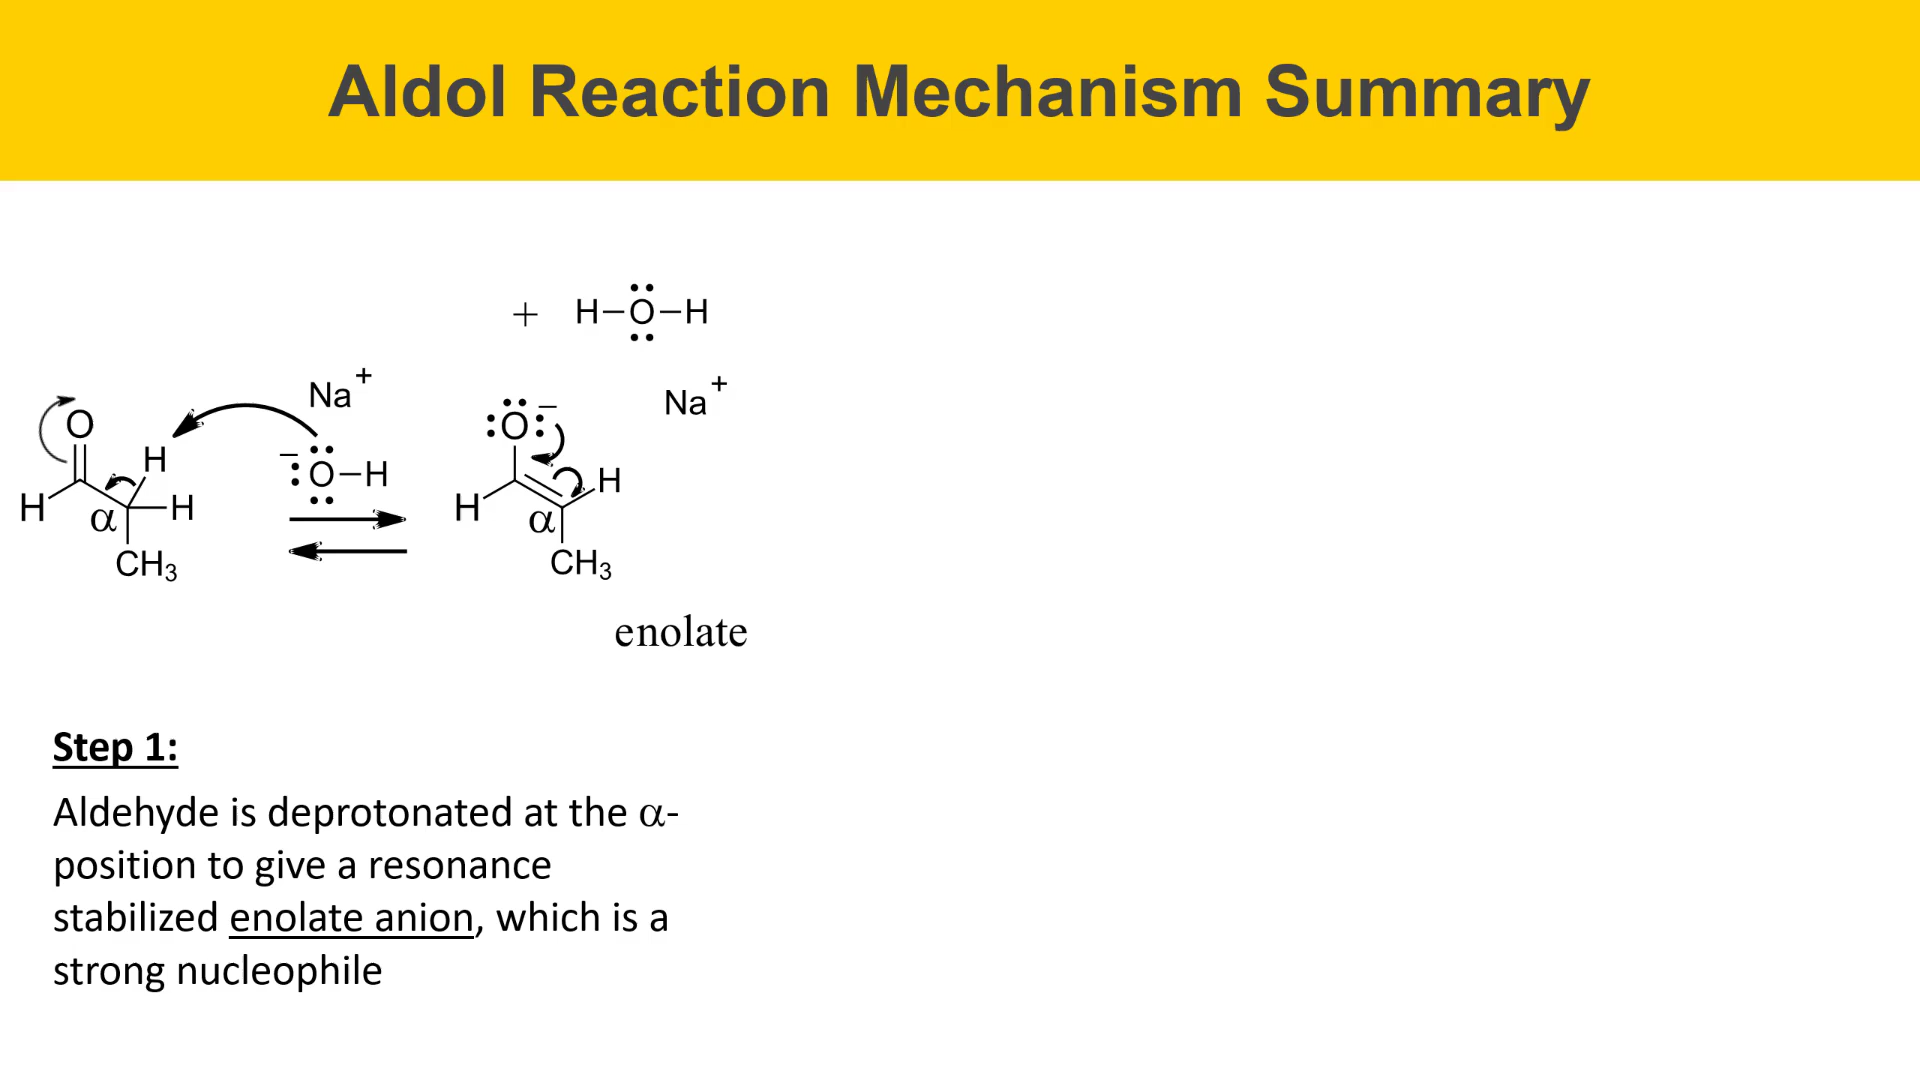 Aldol Reaction Mechanism Summary
+ H–O–H
Na+
Na+
O
H
H
α
H
CH3
–
O–H
O
–
H
H
α
CH3
enolate
Step 1:
Aldehyde is deprotonated at the α-
position to give a resonance
stabilized enolate anion, which is a
strong nucleophile